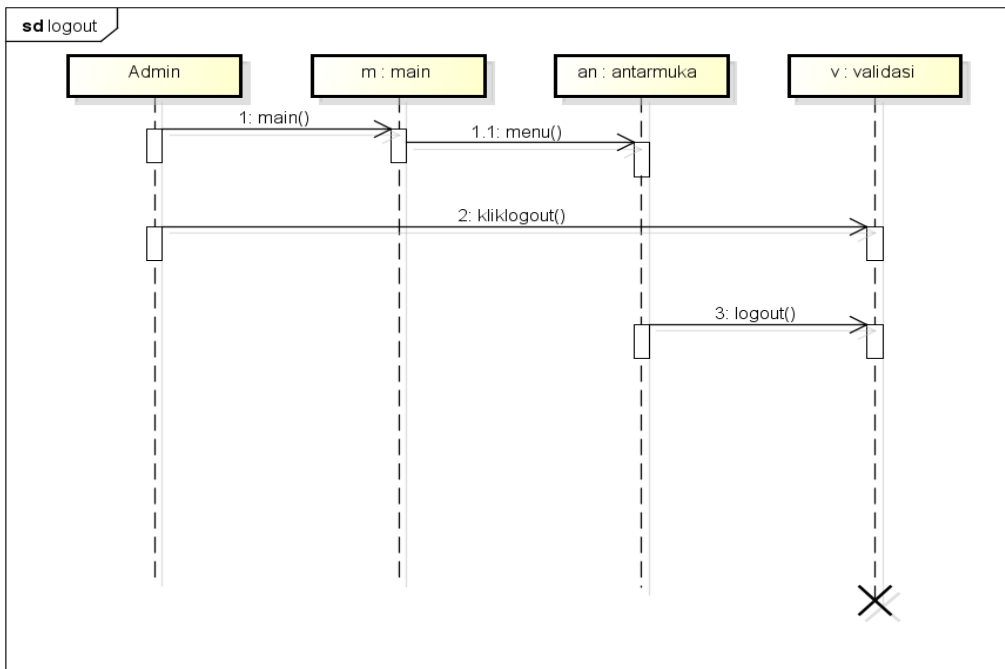 sd logout
Admin
m : main
an : antarmuka
v : validasi
1: main()
1.1: menu()
2: kliklogout()
3: logout()